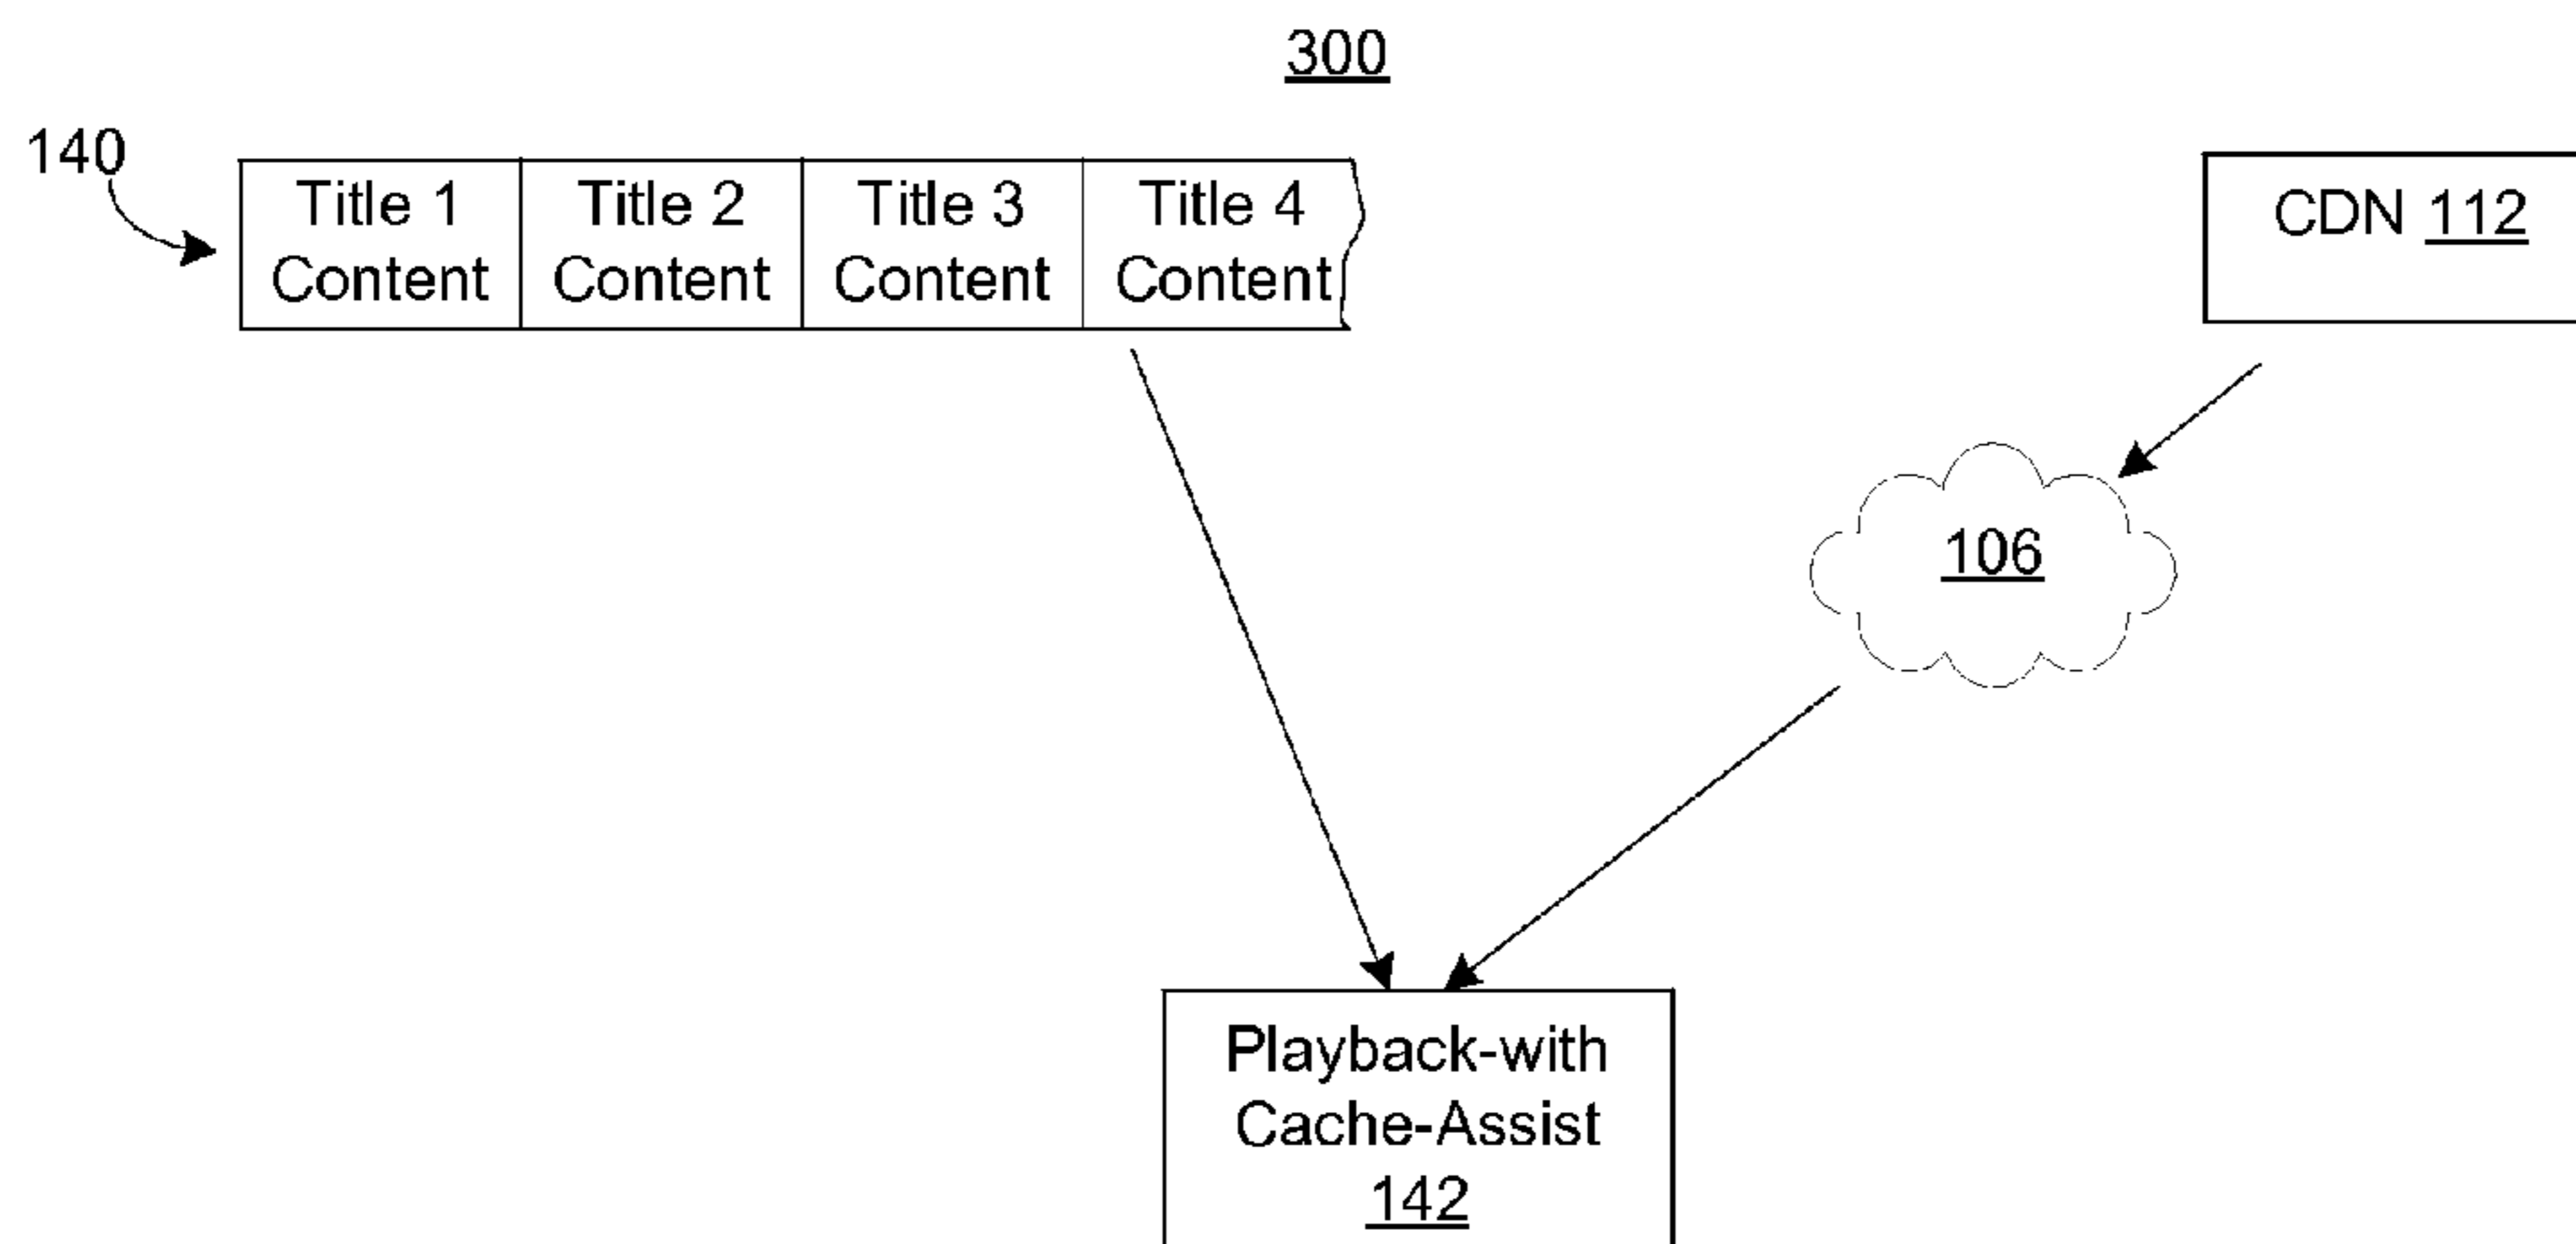 300
140
Title 1
Content
Title 2
Content
Title 3
Content
Title 4
Content
CDN 112
106
Playback-with
Cache-Assist
142